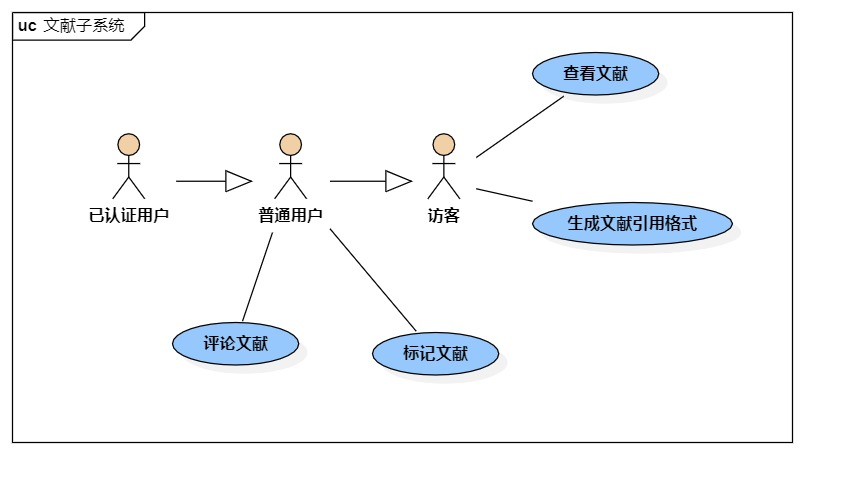 uc 文献子系统
查看文献
已认证用户
普通用户
访客
生成文献引用格式
评论文献
标记文献